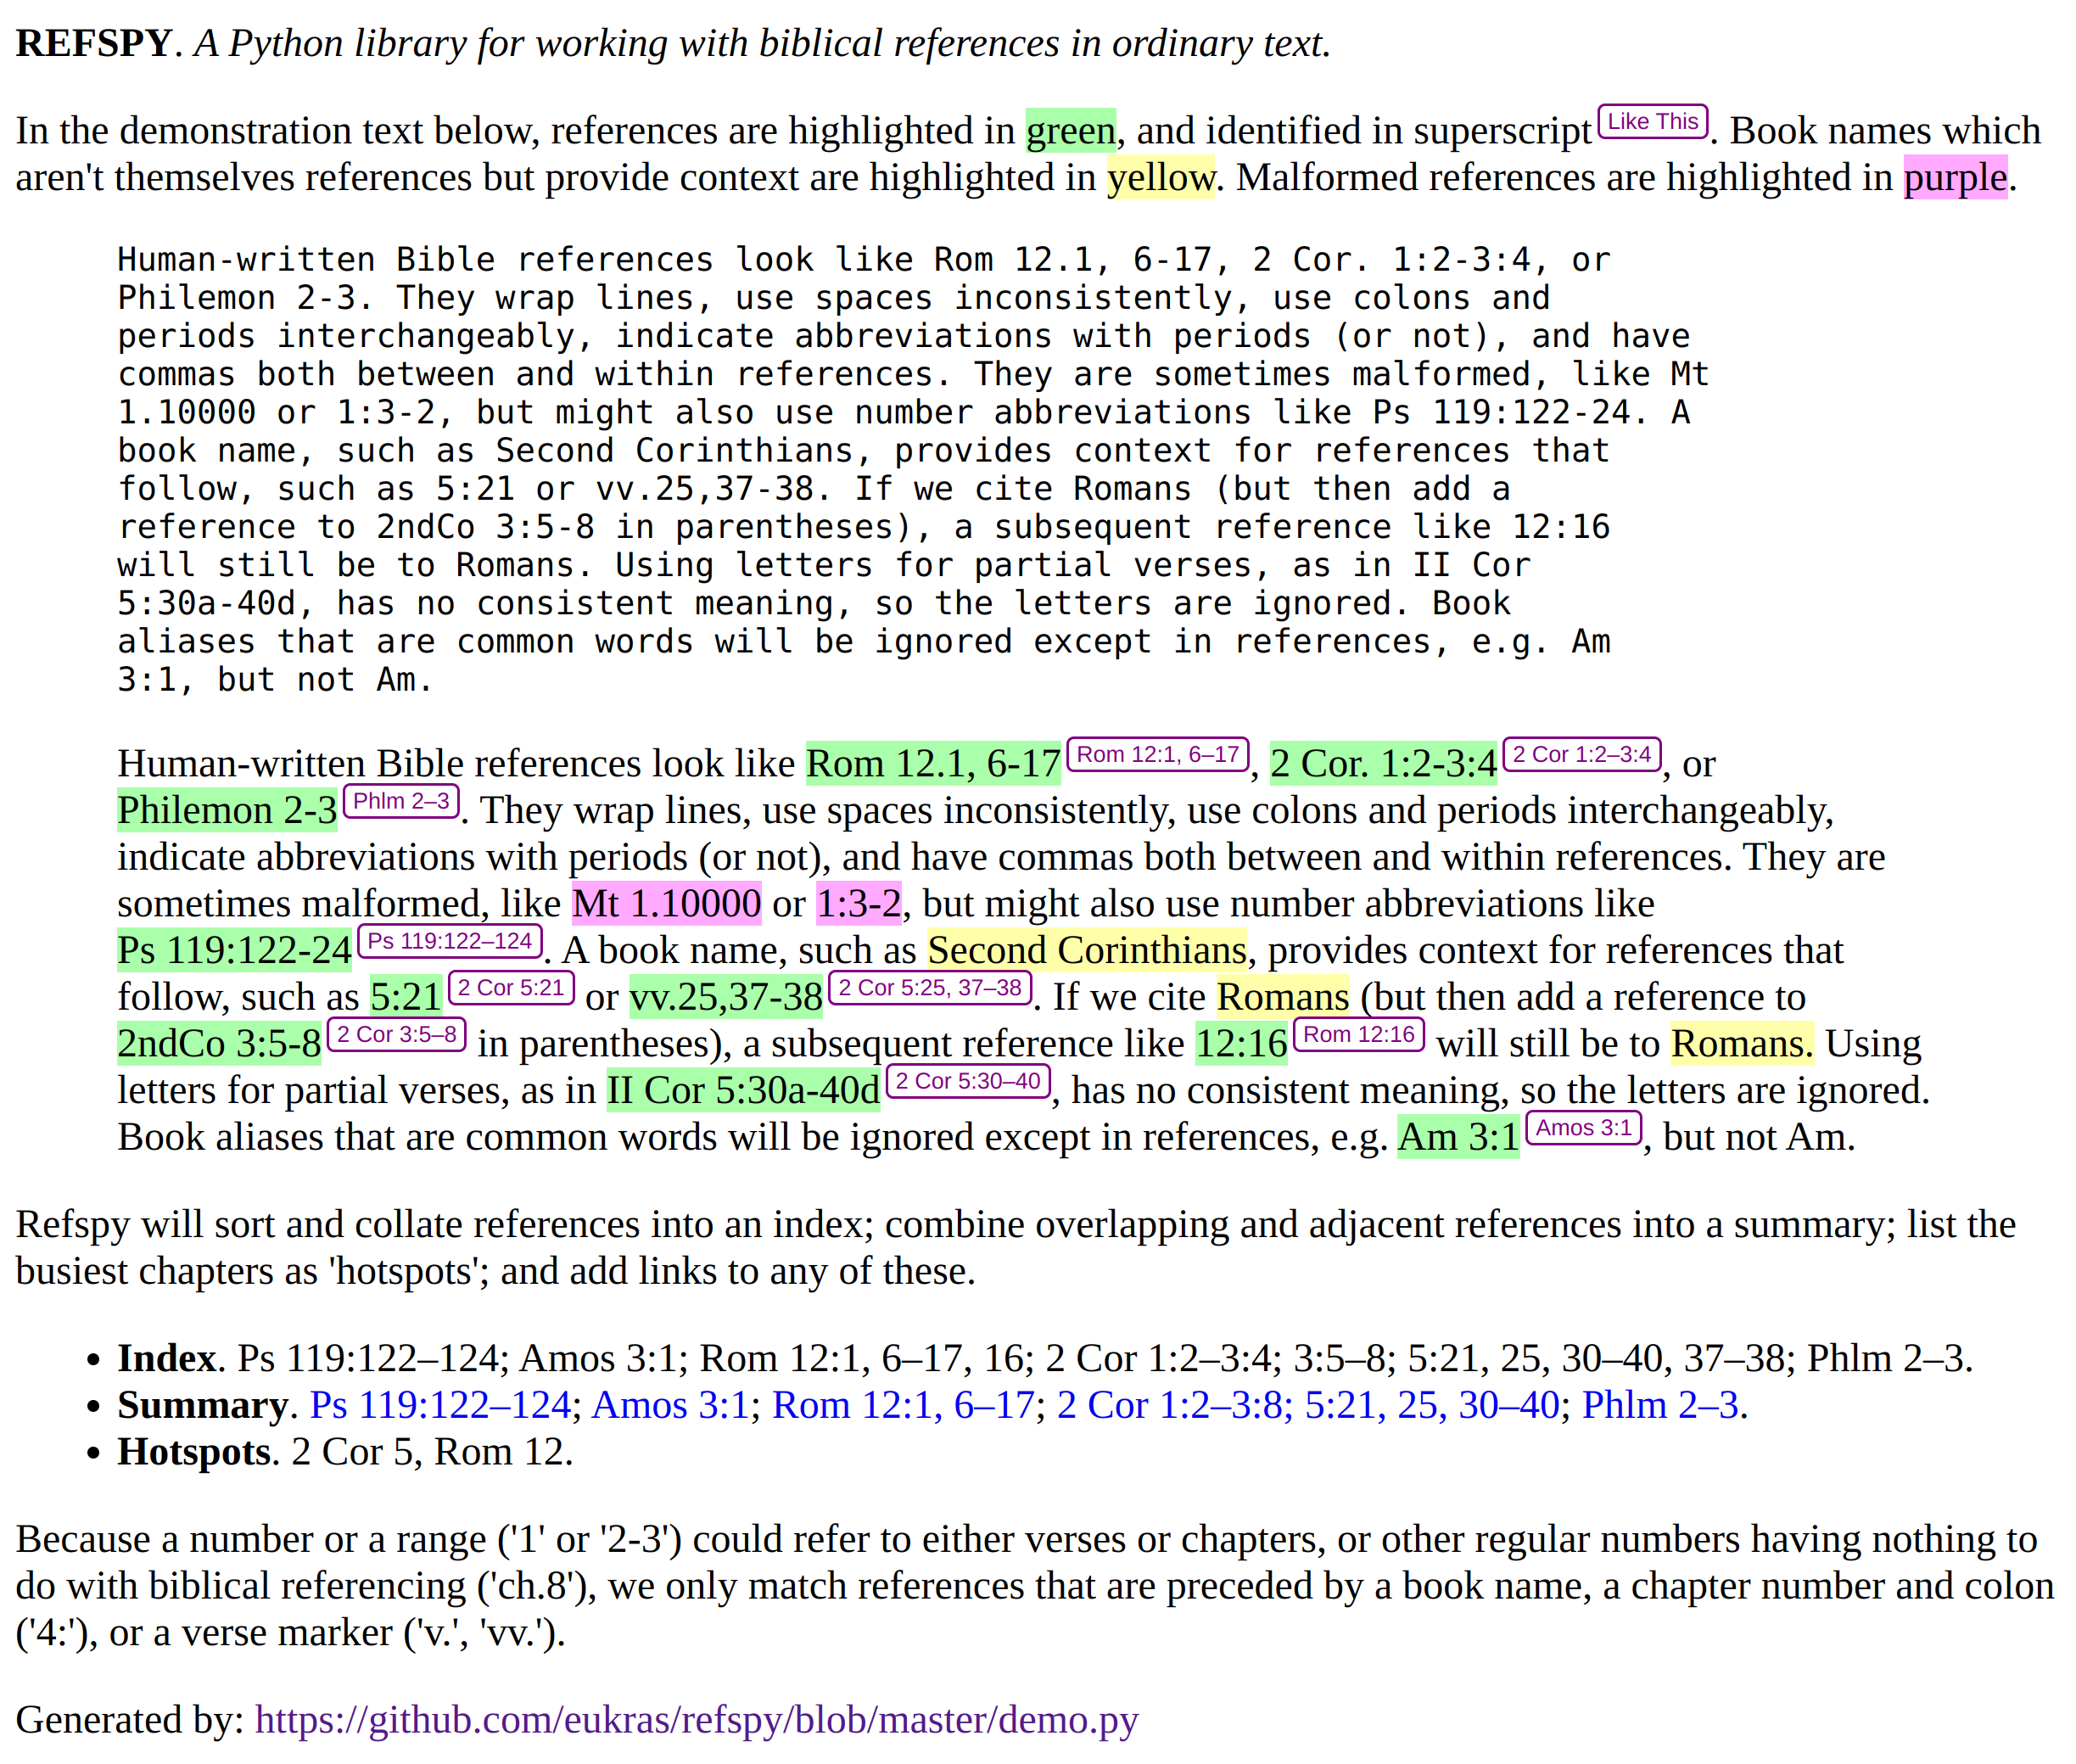 REFSPY. A Python library for working with biblical references in ordinary text.
In the demonstration text below, references are highlighted in green, and identified in superscript Like This. Book names which
aren't themselves references but provide context are highlighted in yellow. Malformed references are highlighted in purple.
Human-written Bible references look like Rom 12.1, 6-17, 2 Cor. 1:2-3:4, or
Philemon 2-3. They wrap lines, use spaces inconsistently, use colons and
periods interchangeably, indicate abbreviations with periods (or not), and have
commas both between and within references. They are sometimes malformed, like Mt
1.10000 or 1:3-2, but might also use number abbreviations like Ps 119:122-24. A
book name, such as Second Corinthians, provides context for references that
follow, such as 5:21 or vv.25,37-38. If we cite Romans (but then add a
reference to 2ndCo 3:5-8 in parentheses), a subsequent reference like 12:16
will still be to Romans. Using letters for partial verses, as in II Cor
5:30a-40d, has no consistent meaning, so the letters are ignored. Book
aliases that are common words will be ignored except in references, e.g. Am
3:1, but not Am.
Human-written Bible references look like Rom 12.1, 6-17 Rom 12:1, 6–17, 2 Cor. 1:2-3:4 2 Cor 1:2–3:4, or
Philemon 2-3 Phlm 2–3. They wrap lines, use spaces inconsistently, use colons and periods interchangeably,
indicate abbreviations with periods (or not), and have commas both between and within references. They are
sometimes malformed, like Mt 1.10000 or 1:3-2, but might also use number abbreviations like
Ps 119:122-24 Ps 119:122–124. A book name, such as Second Corinthians, provides context for references that
follow, such as 5:21 2 Cor 5:21 or vv.25,37-38 2 Cor 5:25, 37–38. If we cite Romans (but then add a reference to
2ndCo 3:5-8 2 Cor 3:5–8 in parentheses), a subsequent reference like 12:16 Rom 12:16 will still be to Romans. Using
letters for partial verses, as in II Cor 5:30a-40d 2 Cor 5:30–40, has no consistent meaning, so the letters are ignored.
Book aliases that are common words will be ignored except in references, e.g. Am 3:1 Amos 3:1, but not Am.
Refspy will sort and collate references into an index; combine overlapping and adjacent references into a summary; list the
busiest chapters as 'hotspots'; and add links to any of these.
• Index. Ps 119:122–124; Amos 3:1; Rom 12:1, 6–17, 16; 2 Cor 1:2–3:4; 3:5–8; 5:21, 25, 30–40, 37–38; Phlm 2–3.
• Summary. Ps 119:122–124; Amos 3:1; Rom 12:1, 6–17; 2 Cor 1:2–3:8; 5:21, 25, 30–40; Phlm 2–3.
• Hotspots. 2 Cor 5, Rom 12.
Because a number or a range ('1' or '2-3') could refer to either verses or chapters, or other regular numbers having nothing to
do with biblical referencing ('ch.8'), we only match references that are preceded by a book name, a chapter number and colon
('4:'), or a verse marker ('v.', 'vv.').
Generated by: https://github.com/eukras/refspy/blob/master/demo.py